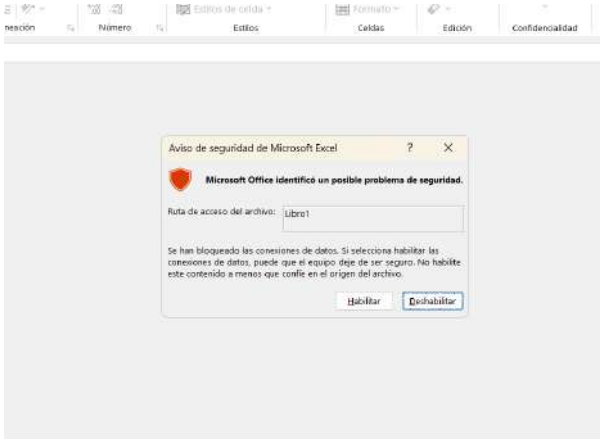 Estilos de celda
Formato
neación
Número
Estilos
Celdas
Edición
Confidencialidad
Aviso de seguridad de Microsoft Excel
?
Microsoft Office identificó un posible problema de seguridad.
Ruta de acceso del archivo:
Libro1
Se han bloqueado las conexiones de datos. Si selecciona habilitar las
conexiones de datos, puede que el equipo deje de ser seguro. No habilite
este contenido a menos que confíe en el origen del archivo.
Habilitar
Deshabilitar